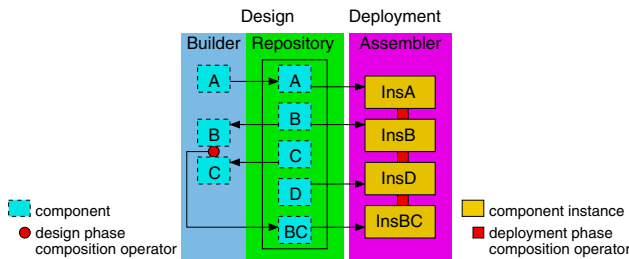 Design Deployment
Builder Repository Assembler
A A InsA
B B InsB
C C
D InsD
BC InsBC
component
design phase
composition operator
component instance
deployment phase
composition operator